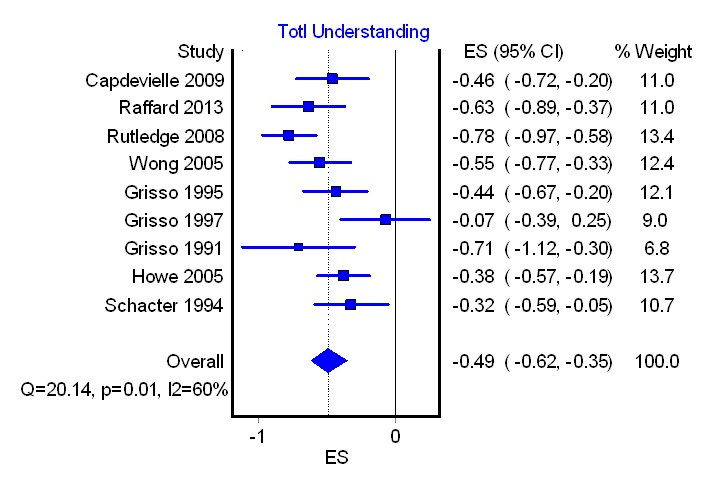 Totl Understanding
Study ES (95% CI) % Weight
Capdevielle 2009 -0.46 ( -0.72, -0.20) 11.0
Raffard 2013 -0.63 ( -0.89, -0.37) 11.0
Rutledge 2008 -0.78 ( -0.97, -0.58) 13.4
Wong 2005 -0.55 ( -0.77, -0.33) 12.4
Grisso 1995 -0.44 ( -0.67, -0.20) 12.1
Grisso 1997 -0.07 ( -0.39, 0.25) 9.0
Grisso 1991 -0.71 ( -1.12, -0.30) 6.8
Howe 2005 -0.38 ( -0.57, -0.19) 13.7
Schacter 1994 -0.32 ( -0.59, -0.05) 10.7
Overall -0.49 ( -0.62, -0.35) 100.0
Q=20.14, p=0.01, I2=60%
-1 0
ES